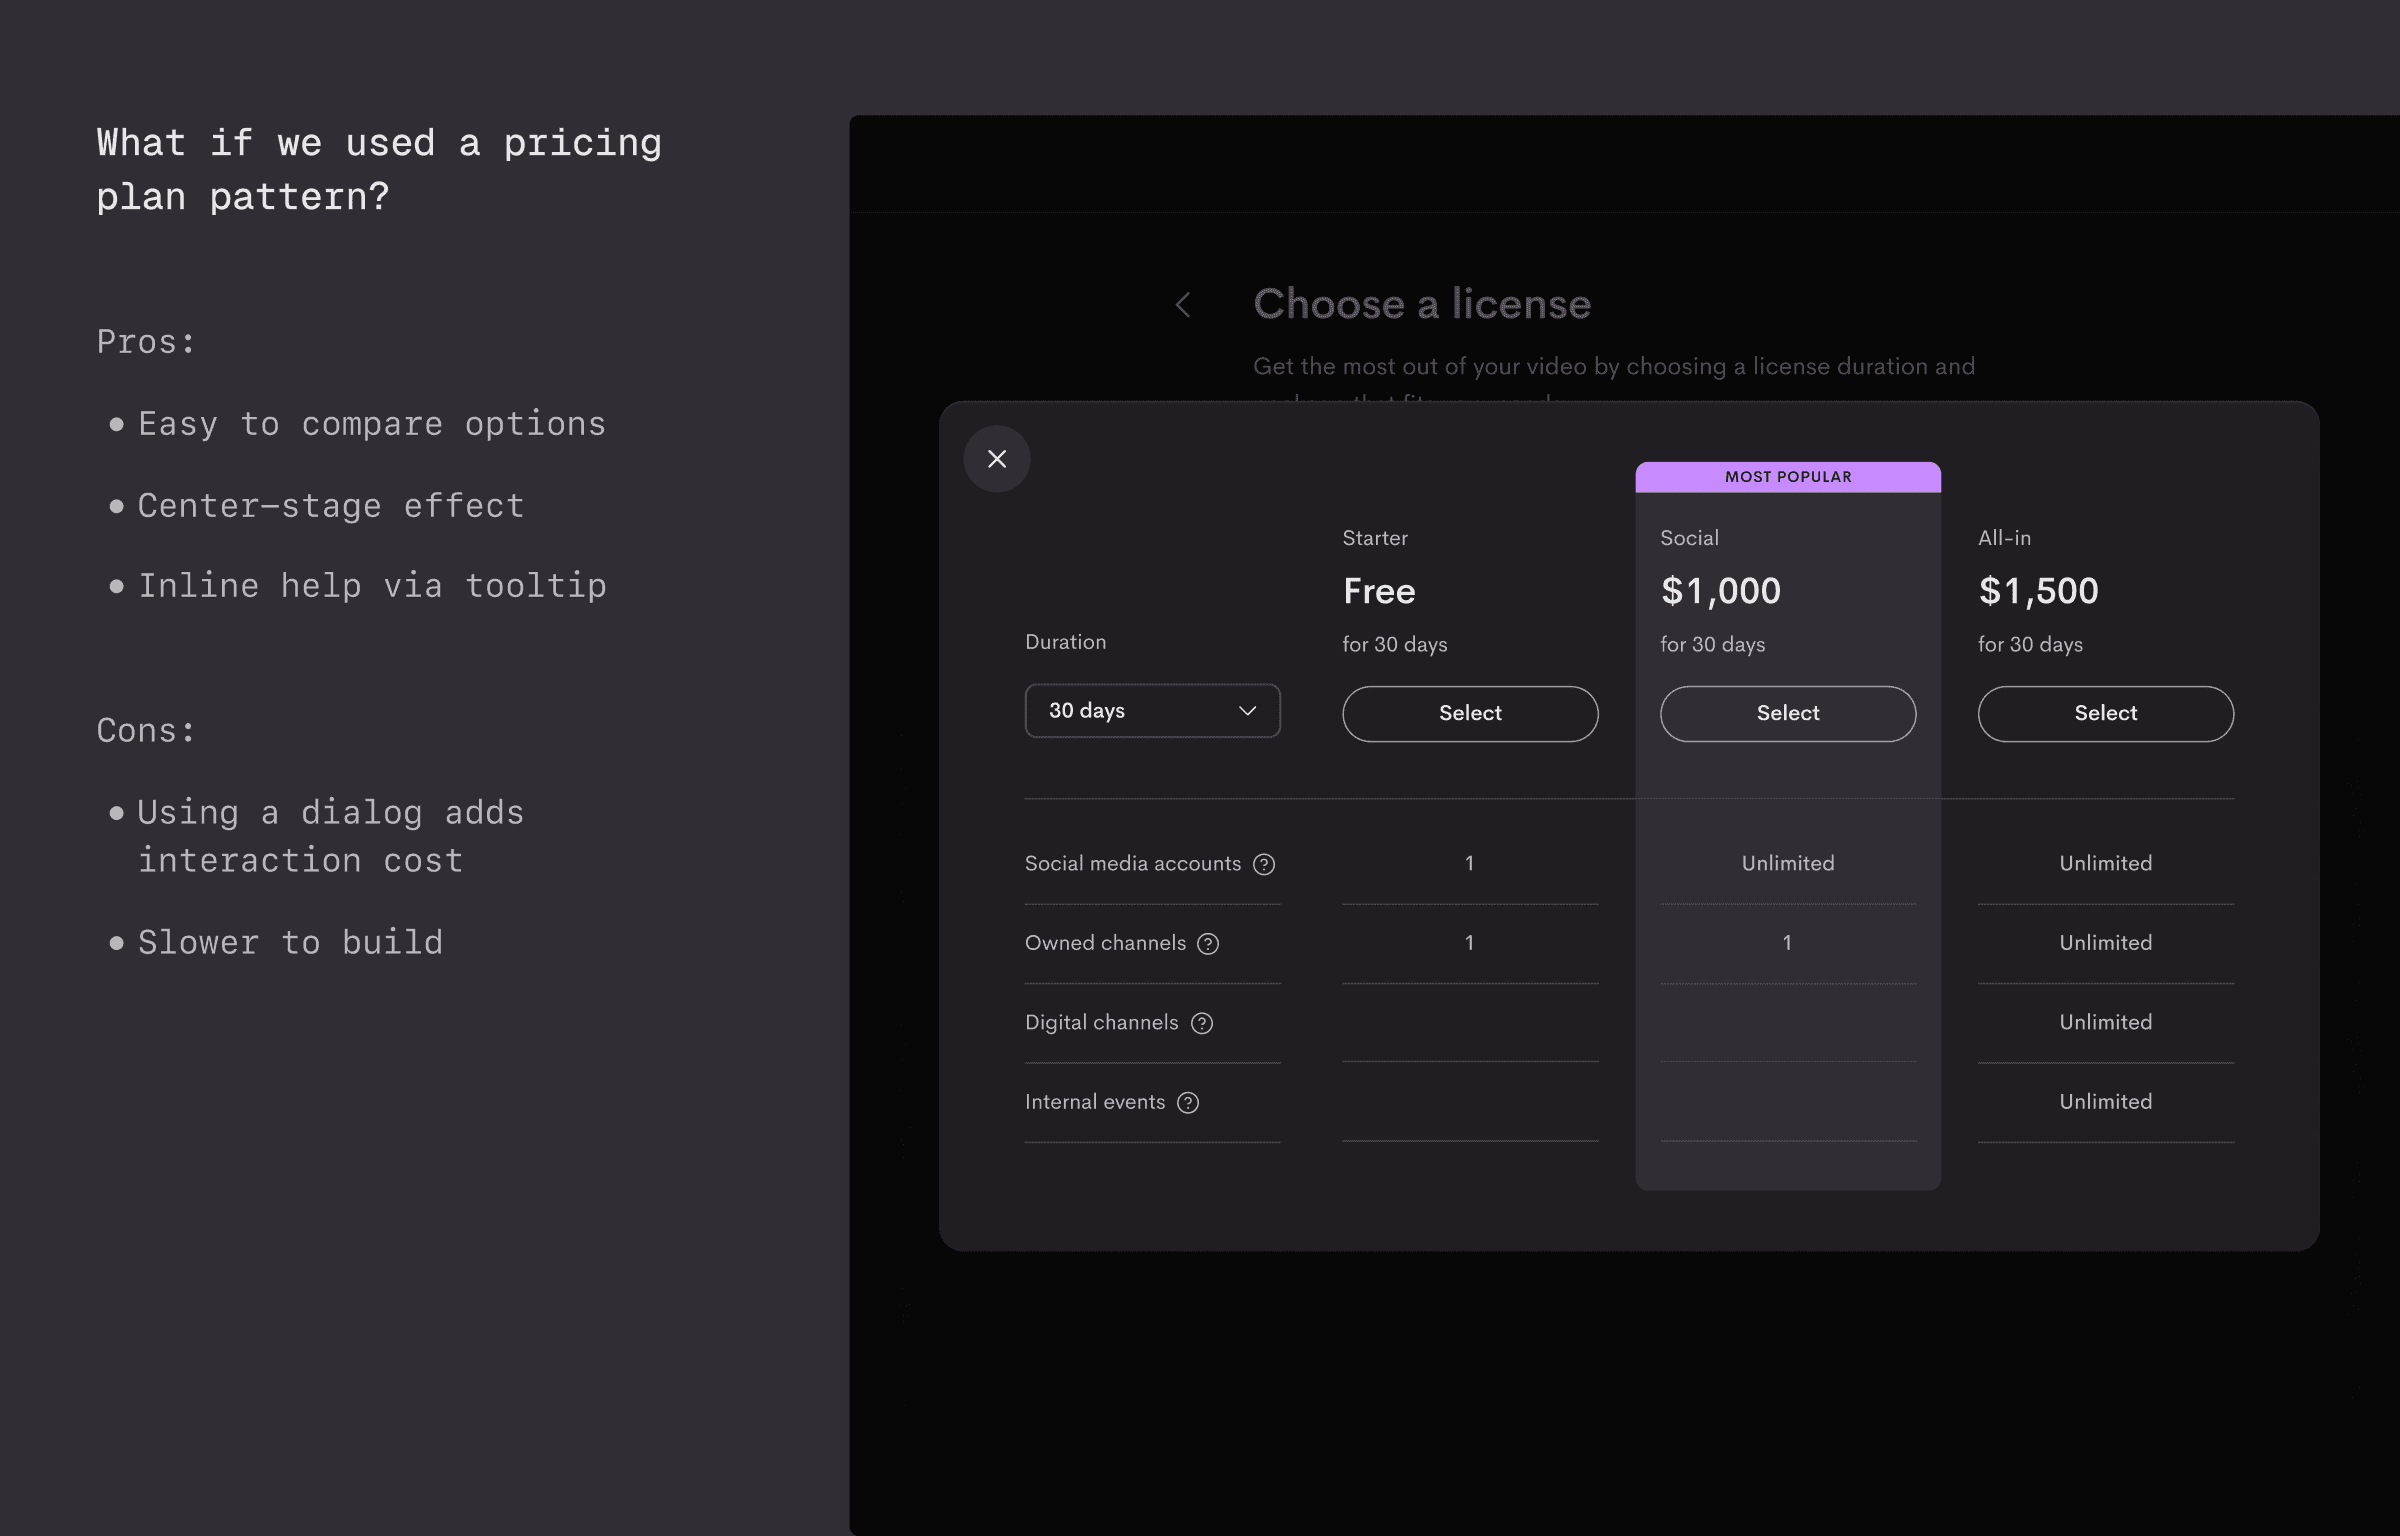 What if we used a pricing
plan pattern?
Pros:
• Easy to compare options
• Center—stage effect
• Inline help via tooltip
Cons:
• Using a dialog adds
interaction cost
• Slower to build
Choose a license
Get the most out of your video by choosing a license duration and
MOST POPULAR
Starter Social All-in
Free $1,000 $1,500
Duration for 30 days for 30 days for 30 days
30 days Select Select Select
Social media accounts ? 1 Unlimited Unlimited
Owned channels ? 1 1 Unlimited
Digital channels ? Unlimited
Internal events ? Unlimited